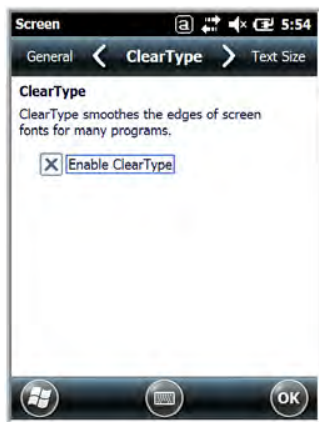 Screen a 5:54
General ClearType Text Size
ClearType
ClearType smoothes the edges of screen
fonts for many programs.
Enable ClearType
OK